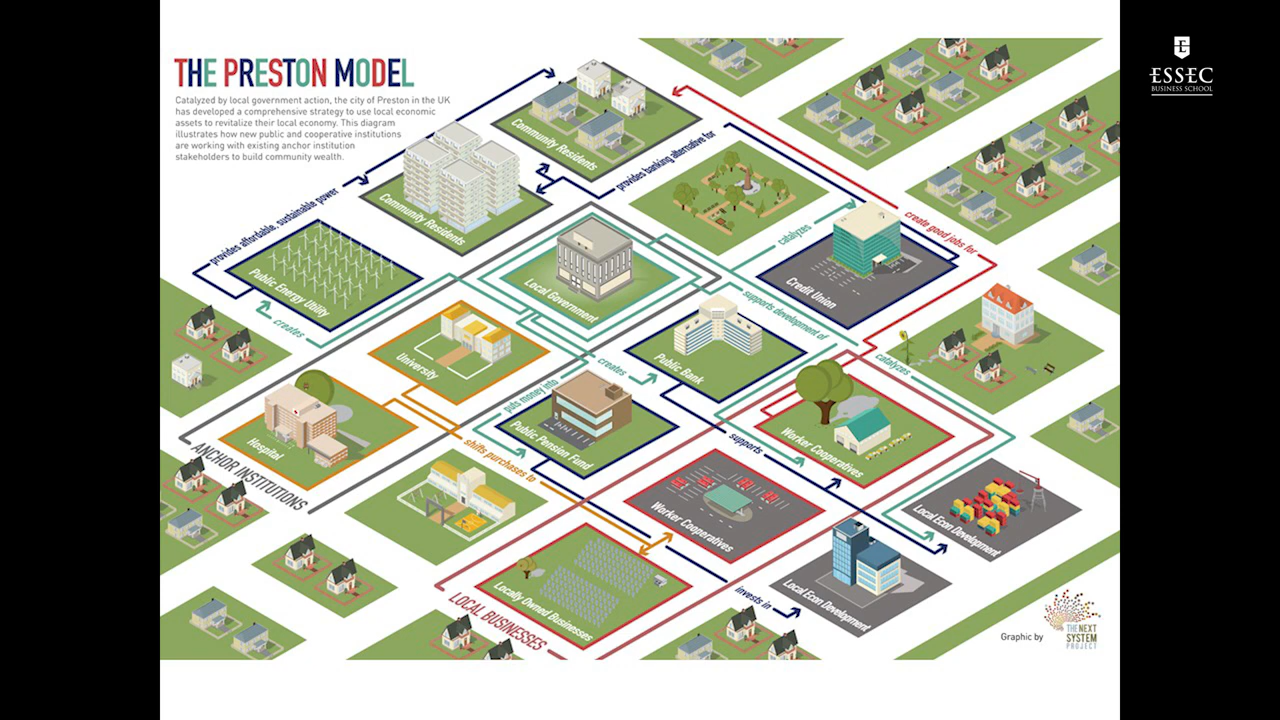 THE PRESTON MODEL
Catalyzed by local government action, the city of Preston in the UK
has developed a comprehensive strategy to use local economic
assets to revitalize their local economy. This diagram
illustrates how new public and cooperative institutions
are working with existing anchor institution
stakeholders to build community wealth.
E
ESSEC
BUSINESS SCHOOL
Community Residents
provides banking alternative for
Community Residents
provides affordable, sustainable power
create good jobs for
catalyzes
Credit Union
Local Government
Public Energy Utility
creates
supports development of
University
Public Bank
creates
catalyzes
puts money into
Hospital
Public Pension Fund
Worker Cooperatives
supports
shifts purchases to
ANCHOR INSTITUTIONS
Worker Cooperatives
Local Econ Development
Locally Owned Businesses
Local Econ Development
invests in
LOCAL BUSINESSES
Graphic by
THE NEXT
SYSTEM
PROJECT